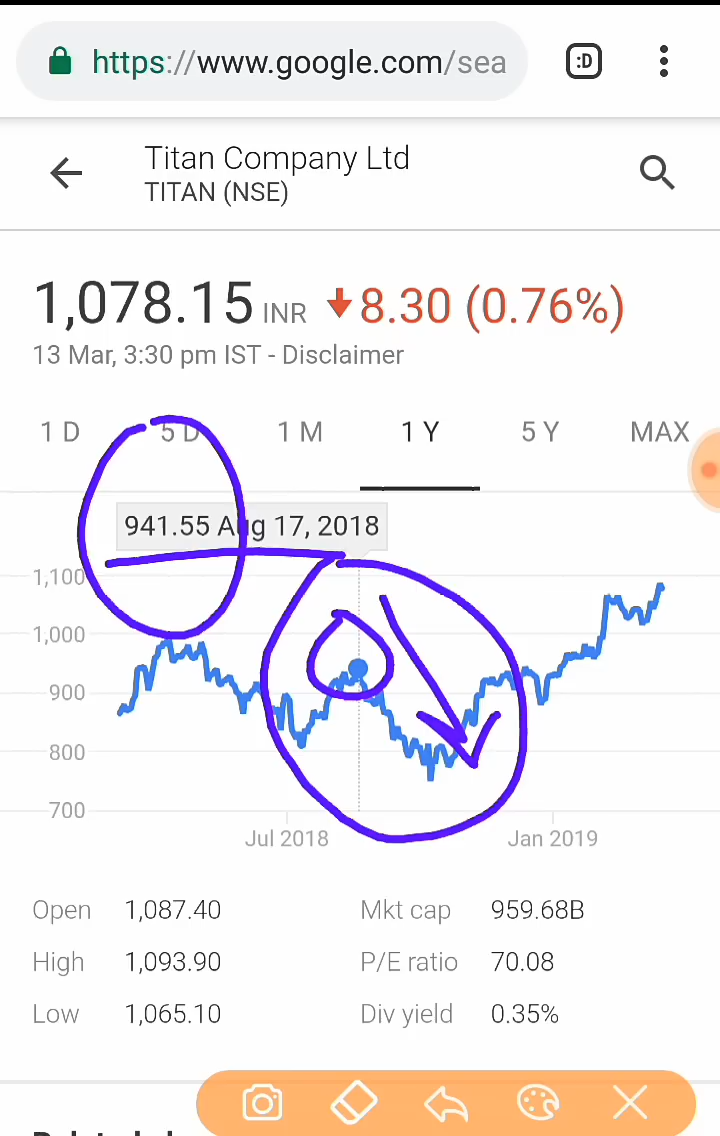 https://www.google.com/sea
:D
Titan Company Ltd
TITAN (NSE)
1,078.15 INR 8.30 (0.76%)
13 Mar, 3:30 pm IST - Disclaimer
1 D 5 D 1 M 1 Y 5 Y MAX
941.55 Aug 17, 2018
1,100
1,000
900
800
700
Jul 2018 Jan 2019
Open 1,087.40 Mkt cap 959.68B
High 1,093.90 P/E ratio 70.08
Low 1,065.10 Div yield 0.35%